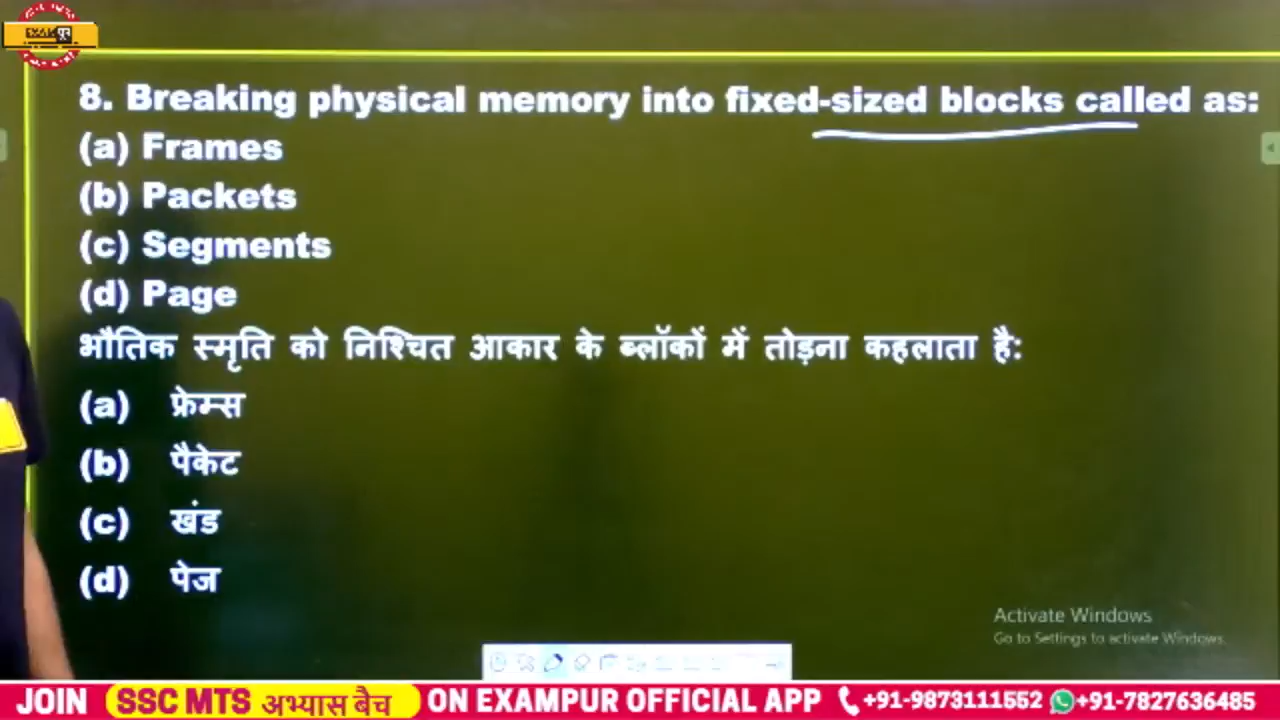 EXAM पुर
8. Breaking physical memory into fixed-sized blocks called as:
(a) Frames
(b) Packets
(c) Segments
(d) Page
भौतिक स्मृति को निश्चित आकार के ब्लॉकों में तोड़ना कहलाता है:
(a) फ्रेम्स
(b) पैकेट
(c) खंड
(d) पेज
Activate Windows
Go to Settings to activate Windows.
JOIN SSC MTS अभ्यास बैच ON EXAMPUR OFFICIAL APP +91-9873111552 +91-7827636485